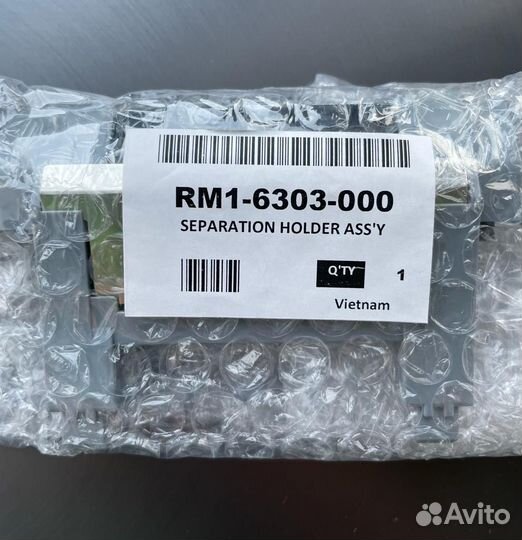 RM1-6303-000
SEPARATION HOLDER ASS'Y
Q'TY 1
Vietnam
Avito